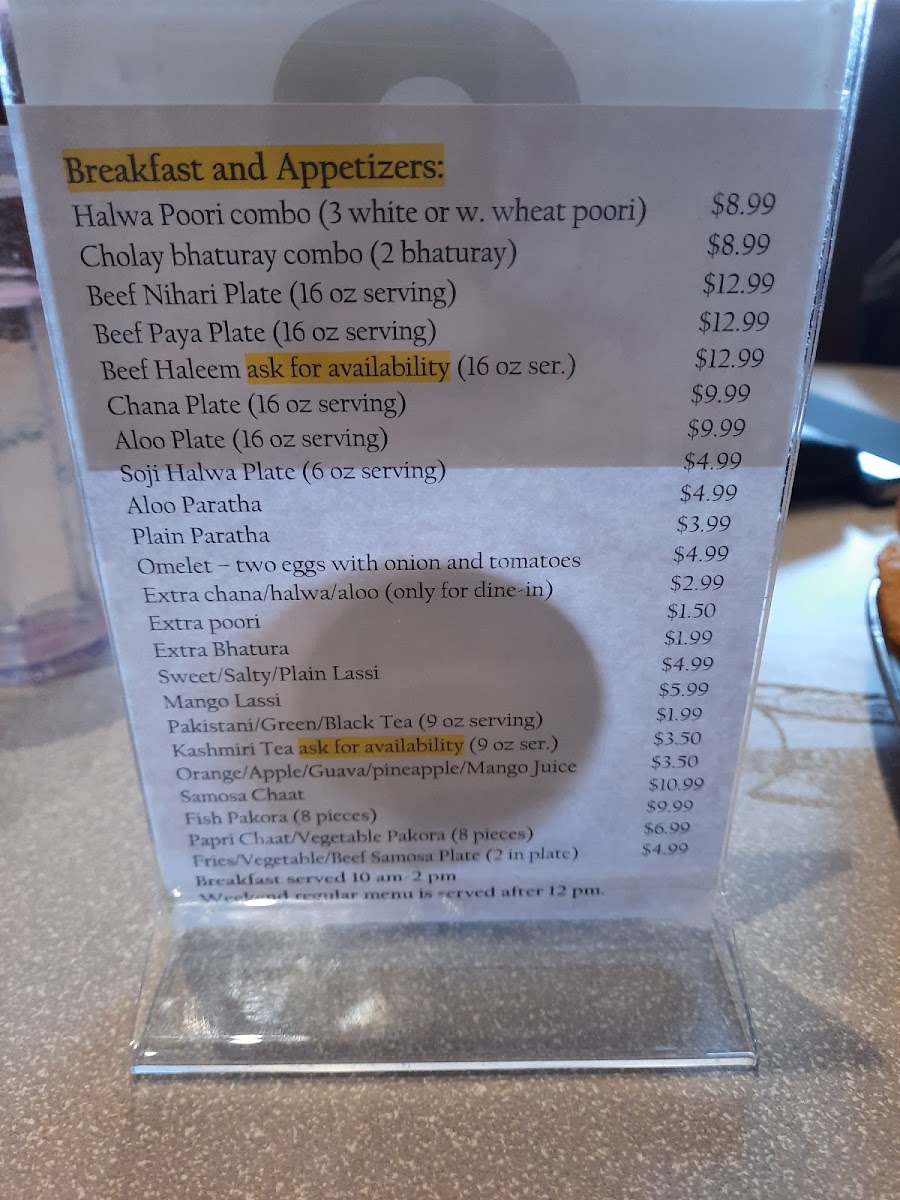 Breakfast and Appetizers:
Halwa Poori combo (3 white or w. wheat poori) $8.99
Cholay bhaturay combo (2 bhaturay) $8.99
Beef Nihari Plate (16 oz serving) $12.99
Beef Paya Plate (16 oz serving) $12.99
Beef Haleem ask for availability (16 oz ser.) $12.99
Chana Plate (16 oz serving) $9.99
Aloo Plate (16 oz serving) $9.99
Soji Halwa Plate (6 oz serving) $4.99
Aloo Paratha $4.99
Plain Paratha $3.99
Omelet – two eggs with onion and tomatoes $4.99
Extra chana/halwa/aloo (only for dine-in) $2.99
Extra poori $1.50
Extra Bhatura $1.99
Sweet/Salty/Plain Lassi $4.99
Mango Lassi $5.99
Pakistani/Green/Black Tea (9 oz serving) $1.99
Kashmiri Tea ask for availability (9 oz ser.) $3.50
Orange/Apple/Guava/pineapple/Mango Juice $3.50
Samosa Chaat $10.99
Fish Pakora (8 pieces) $9.99
Papri Chaat/Vegetable Pakora (8 pieces) $6.99
Fries/Vegetable/Beef Samosa Plate (2 in plate) $4.99
Breakfast served 10 am-2 pm
Weekend regular menu is served after 12 pm.